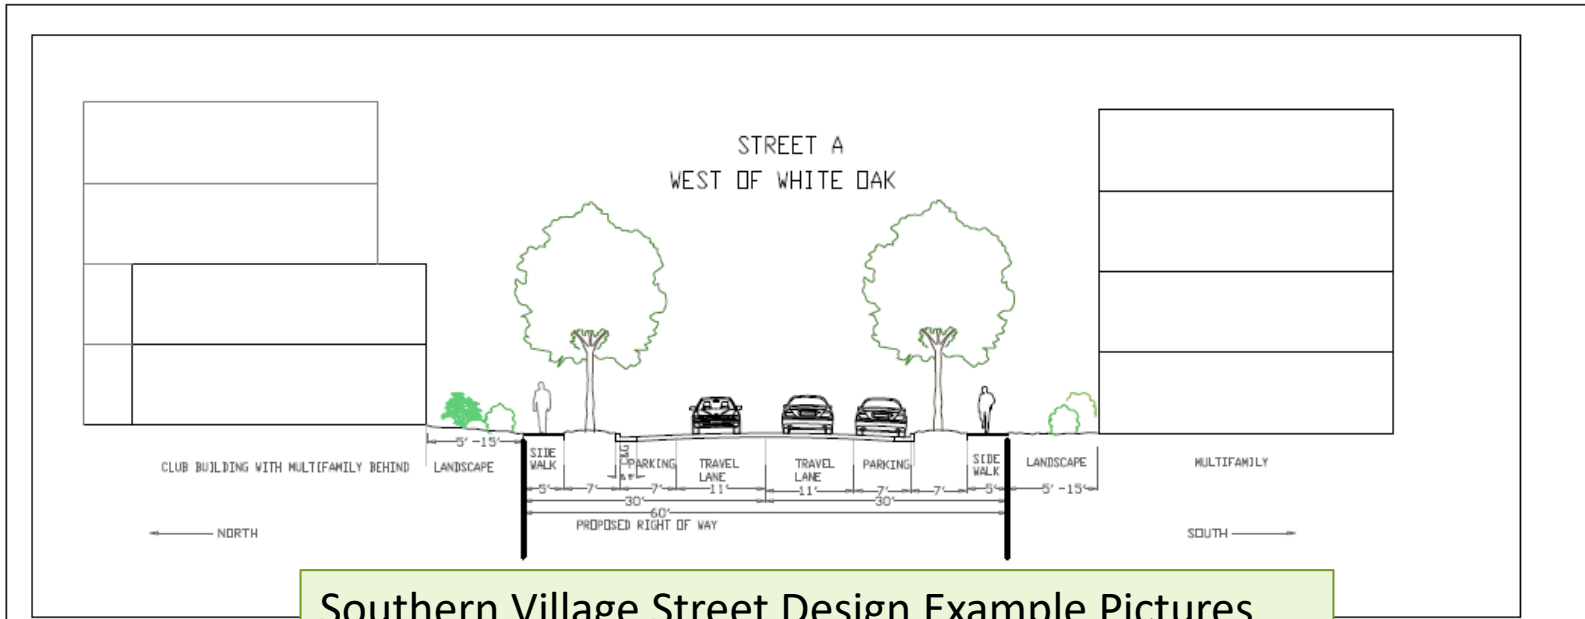 STREET A
WEST OF WHITE OAK
5' -15'
SIDE
WALK
C&G
CLUB BUILDING WITH MULTIFAMILY BEHIND
LANDSCAPE
PARKING
TRAVEL
LANE
TRAVEL
LANE
PARKING
SIDE
WALK
LANDSCAPE
MULTIFAMILY
5'
7'
7'
11'
11'
7'
7'
5'
5' -15'
30'
30'
60'
PROPOSED RIGHT OF WAY
NORTH
SOUTH
Southern Village Street Design Example Pictures